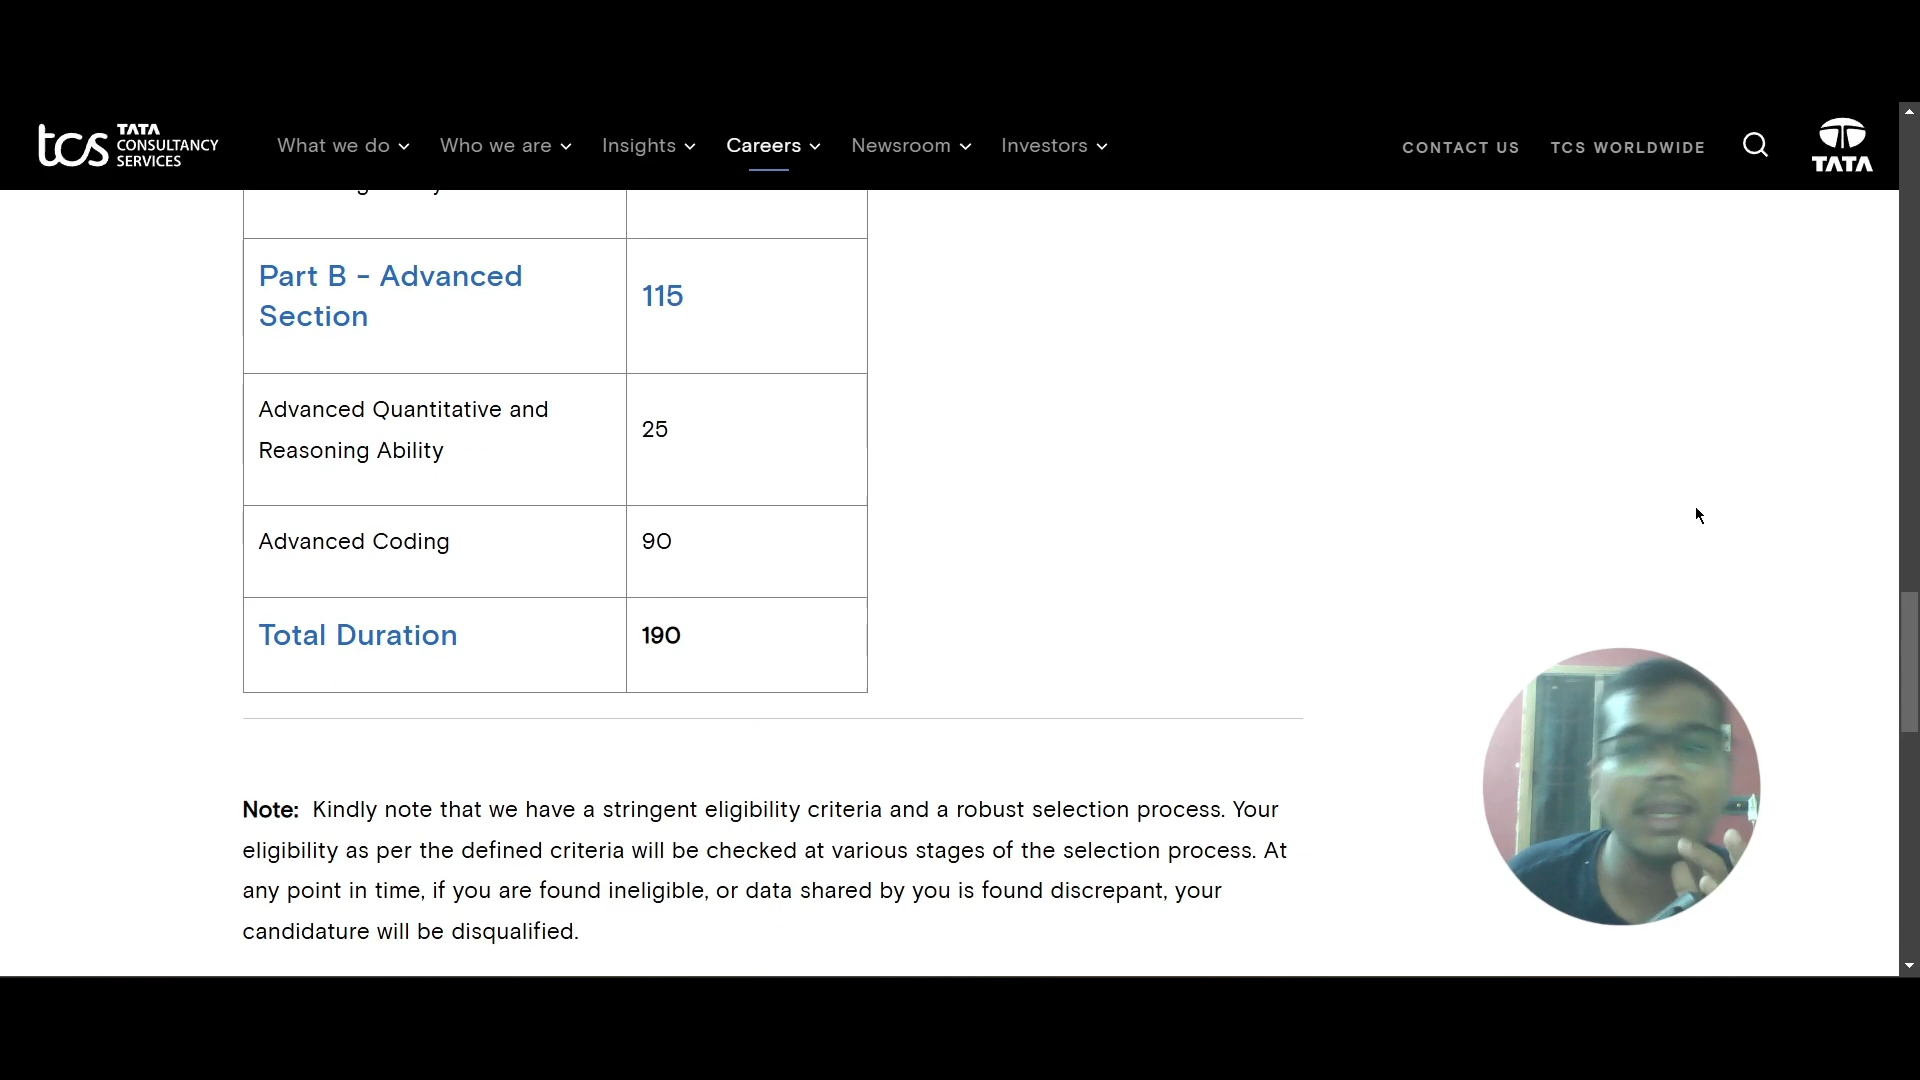 tcs TATA
CONSULTANCY
SERVICES
What we do
Who we are
Insights
Careers
Newsroom
Investors
CONTACT US
TCS WORLDWIDE
TATA
Part B - Advanced
Section
115
Advanced Quantitative and
Reasoning Ability
25
Advanced Coding
90
Total Duration
190
Note: Kindly note that we have a stringent eligibility criteria and a robust selection process. Your
eligibility as per the defined criteria will be checked at various stages of the selection process. At
any point in time, if you are found ineligible, or data shared by you is found discrepant, your
candidature will be disqualified.